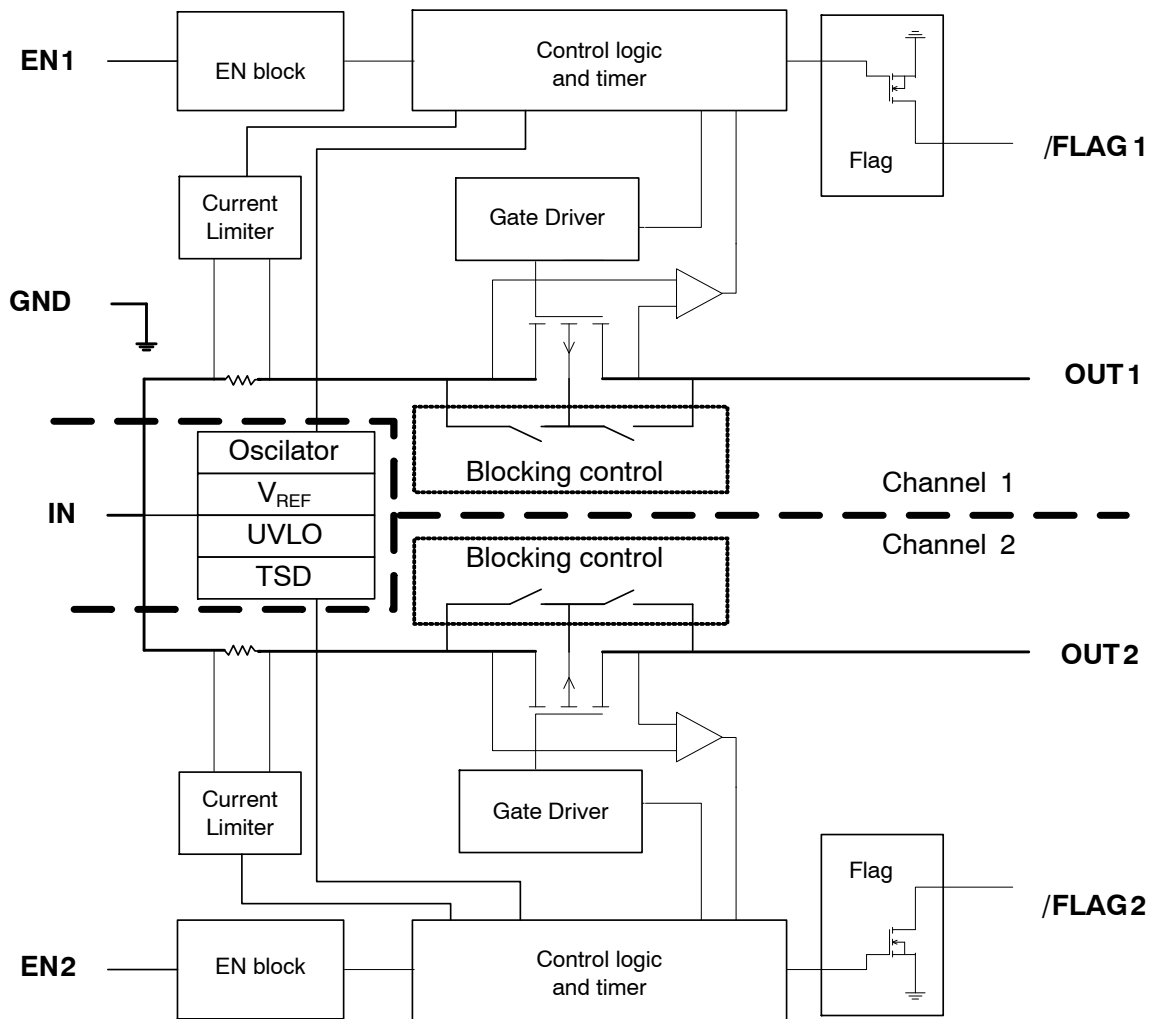 EN1
EN block
Control logic
and timer
Flag
/FLAG1
Current
Limiter
Gate Driver
GND
OUT1
Oscilator
VREF
UVLO
TSD
IN
Blocking control
Channel 1
Channel 2
Blocking control
OUT2
Current
Limiter
Gate Driver
Flag
/FLAG2
EN2
EN block
Control logic
and timer